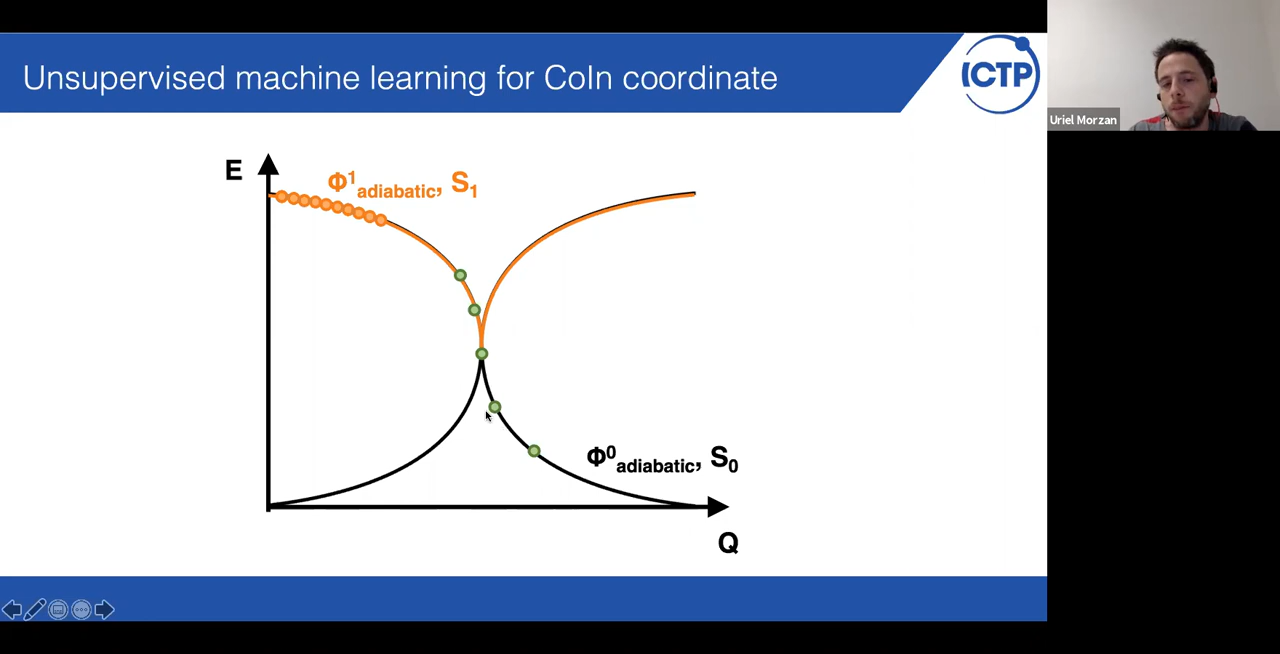 Unsupervised machine learning for CoIn coordinate
ICTP
Uriel Morzan
E
Φ¹adiabatic, S₁
Φ⁰adiabatic, S₀
Q